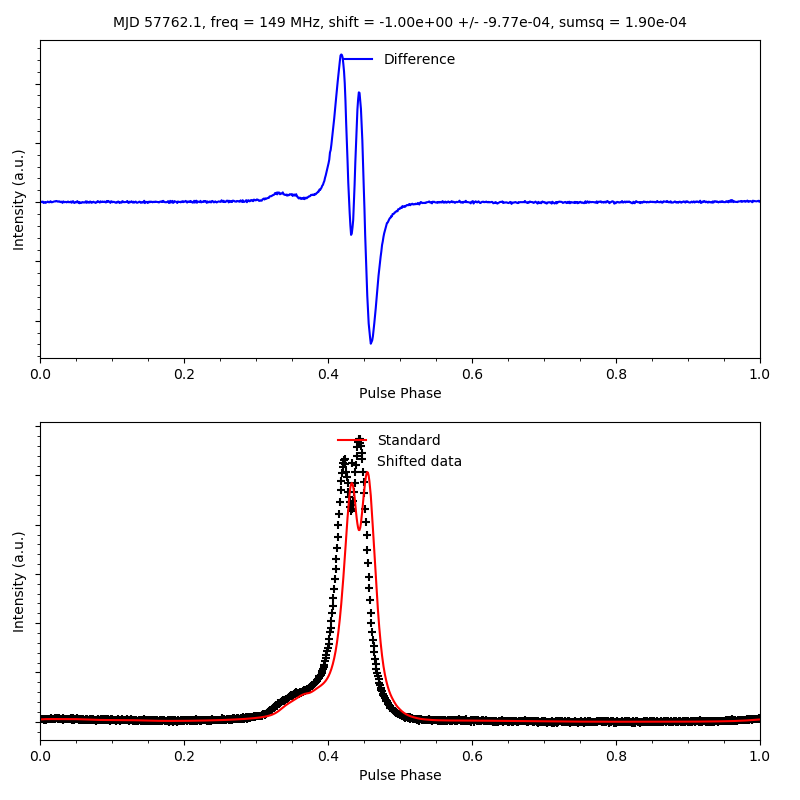 MJD 57762.1, freq = 149 MHz, shift = -1.00e+00 +/- -9.77e-04, sumsq = 1.90e-04
Difference
Intensity (a.u.)
0.0 0.2 0.4 0.6 0.8 1.0
Pulse Phase
Standard
Shifted data
Intensity (a.u.)
0.0 0.2 0.4 0.6 0.8 1.0
Pulse Phase